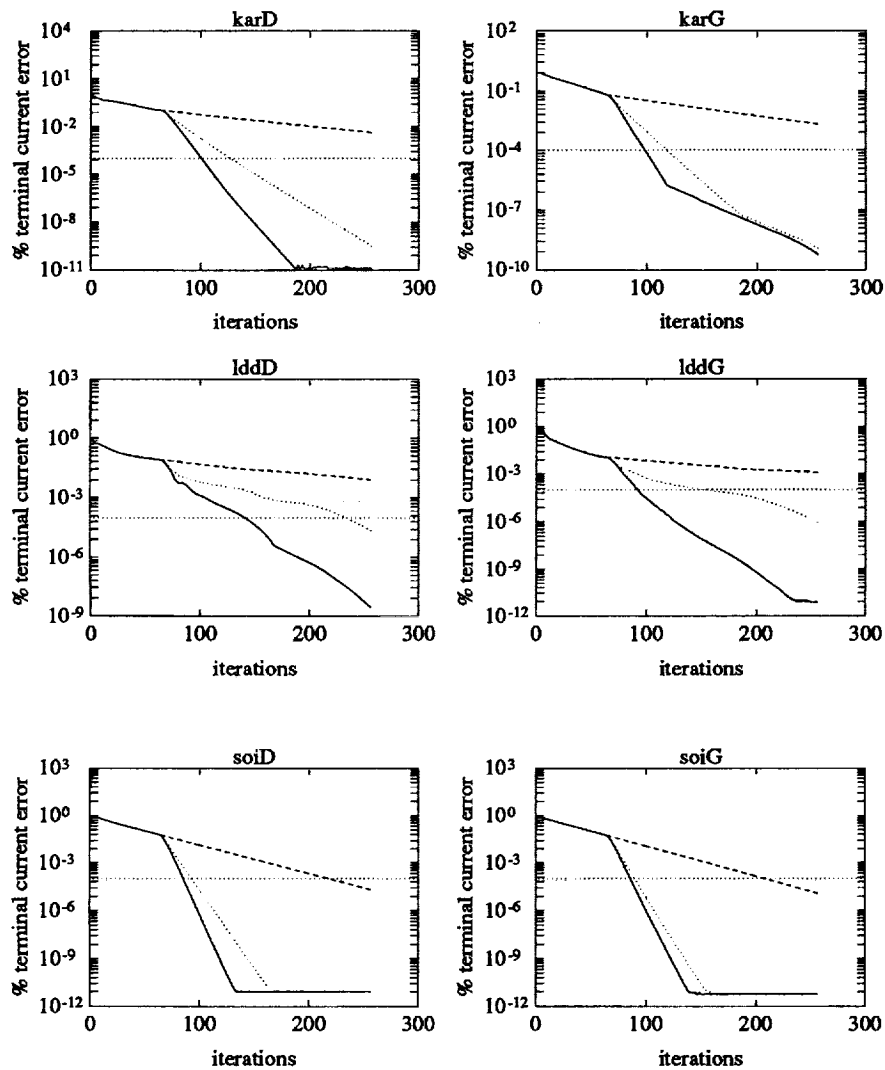 karD
% terminal current error
10^4
10^1
10^-2
10^-5
10^-8
10^-11
0 100 200 300
iterations
karG
% terminal current error
10^2
10^-1
10^-4
10^-7
10^-10
0 100 200 300
iterations
lddD
% terminal current error
10^3
10^0
10^-3
10^-6
10^-9
0 100 200 300
iterations
lddG
% terminal current error
10^3
10^0
10^-3
10^-6
10^-9
10^-12
0 100 200 300
iterations
soiD
% terminal current error
10^3
10^0
10^-3
10^-6
10^-9
10^-12
0 100 200 300
iterations
soiG
% terminal current error
10^3
10^0
10^-3
10^-6
10^-9
10^-12
0 100 200 300
iterations